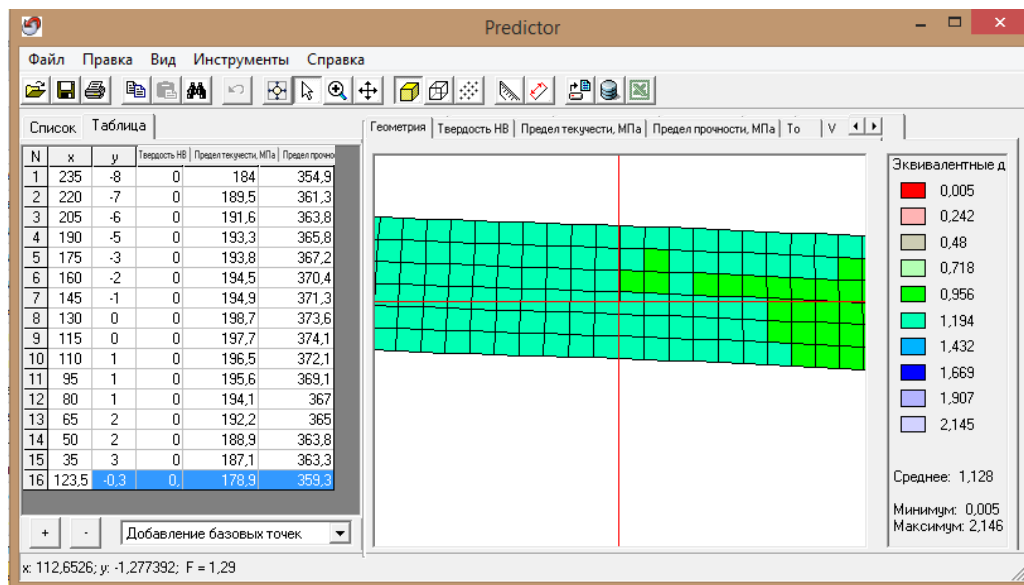 Predictor
Файл Правка Вид Инструменты Справка
Список Таблица
Геометрия Твердость НВ Предел текучести, МПа Предел прочности, МПа То V
N x y Твердость НВ Предел текучести, МПа Предел прочно
1 235 -8 0 184 354,9
2 220 -7 0 189,5 361,3
3 205 -6 0 191,6 363,8
4 190 -5 0 193,3 365,8
5 175 -3 0 193,8 367,2
6 160 -2 0 194,5 370,4
7 145 -1 0 194,9 371,3
8 130 0 0 198,7 373,6
9 115 0 0 197,7 374,1
10 110 1 0 196,5 372,1
11 95 1 0 195,6 369,1
12 80 1 0 194,1 367
13 65 2 0 192,2 365
14 50 2 0 188,9 363,8
15 35 3 0 187,1 363,3
16 123,5 -0,3 0, 178,9 359,3
+ - Добавление базовых точек
Эквивалентные д
0,005
0,242
0,48
0,718
0,956
1,194
1,432
1,669
1,907
2,145
Среднее: 1,128
Минимум: 0,005
Максимум: 2,146
x: 112,6526; y: -1,277392; F = 1,29